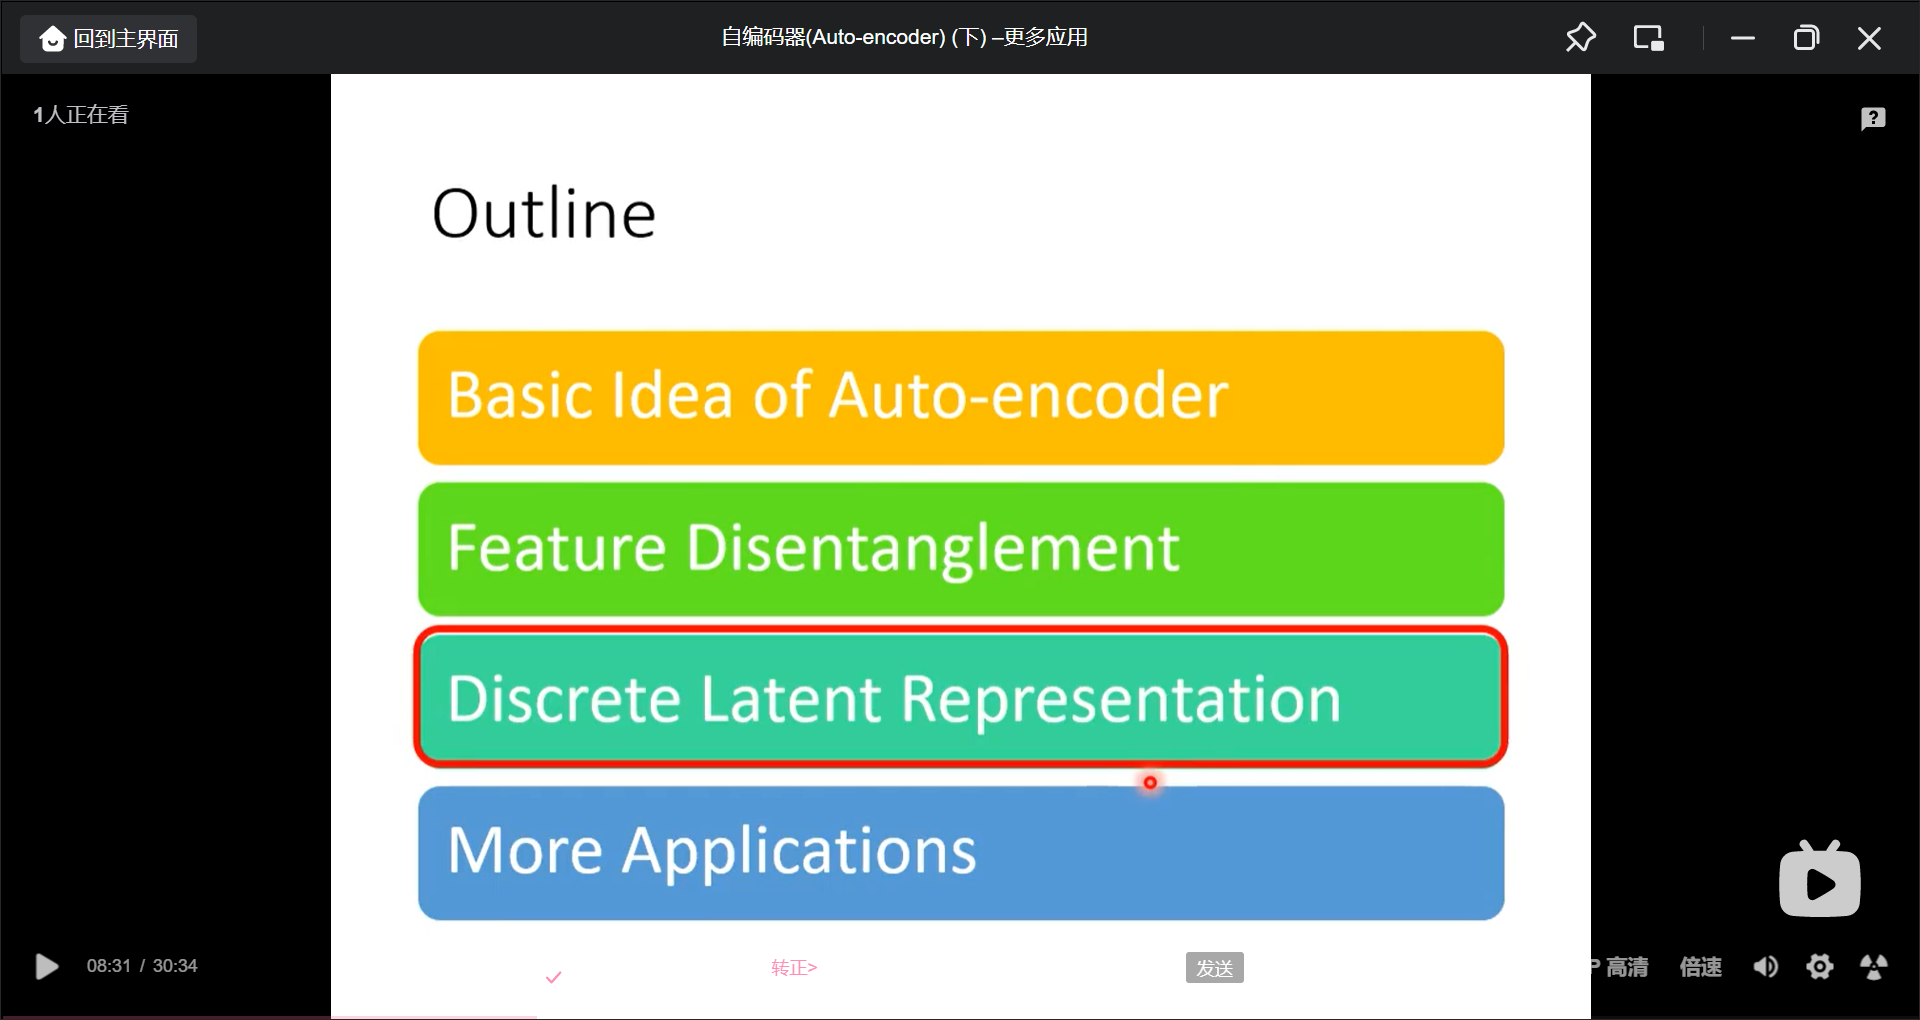 回到主界面
自编码器(Auto-encoder) (下) –更多应用
1人正在看
Outline
Basic Idea of Auto-encoder
Feature Disentanglement
Discrete Latent Representation
More Applications
08:31 / 30:34
转正>
发送
P 高清
倍速